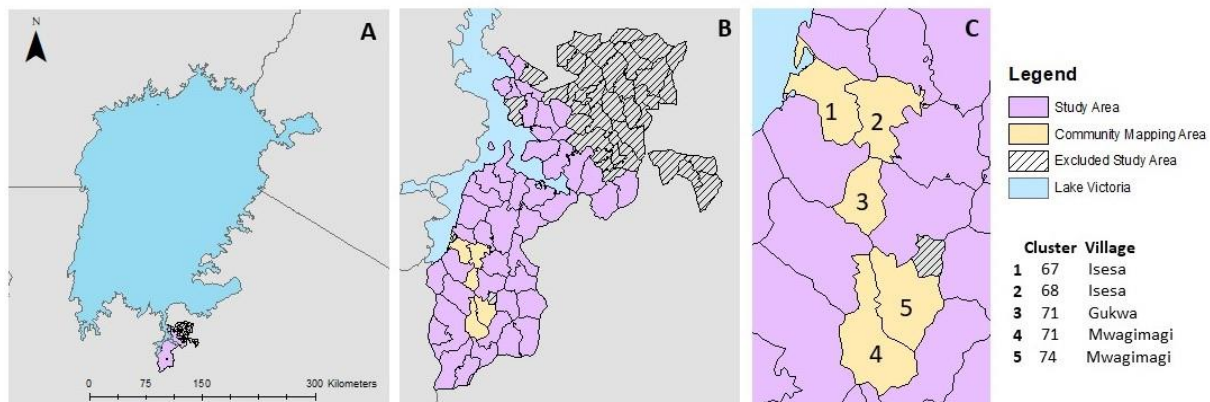 N
A
0 75 150 300 Kilometers
B
C
1
2
3
5
4
Legend
Study Area
Community Mapping Area
Excluded Study Area
Lake Victoria
Cluster Village
1 67 Isesa
2 68 Isesa
3 71 Gukwa
4 71 Mwagimagi
5 74 Mwagimagi